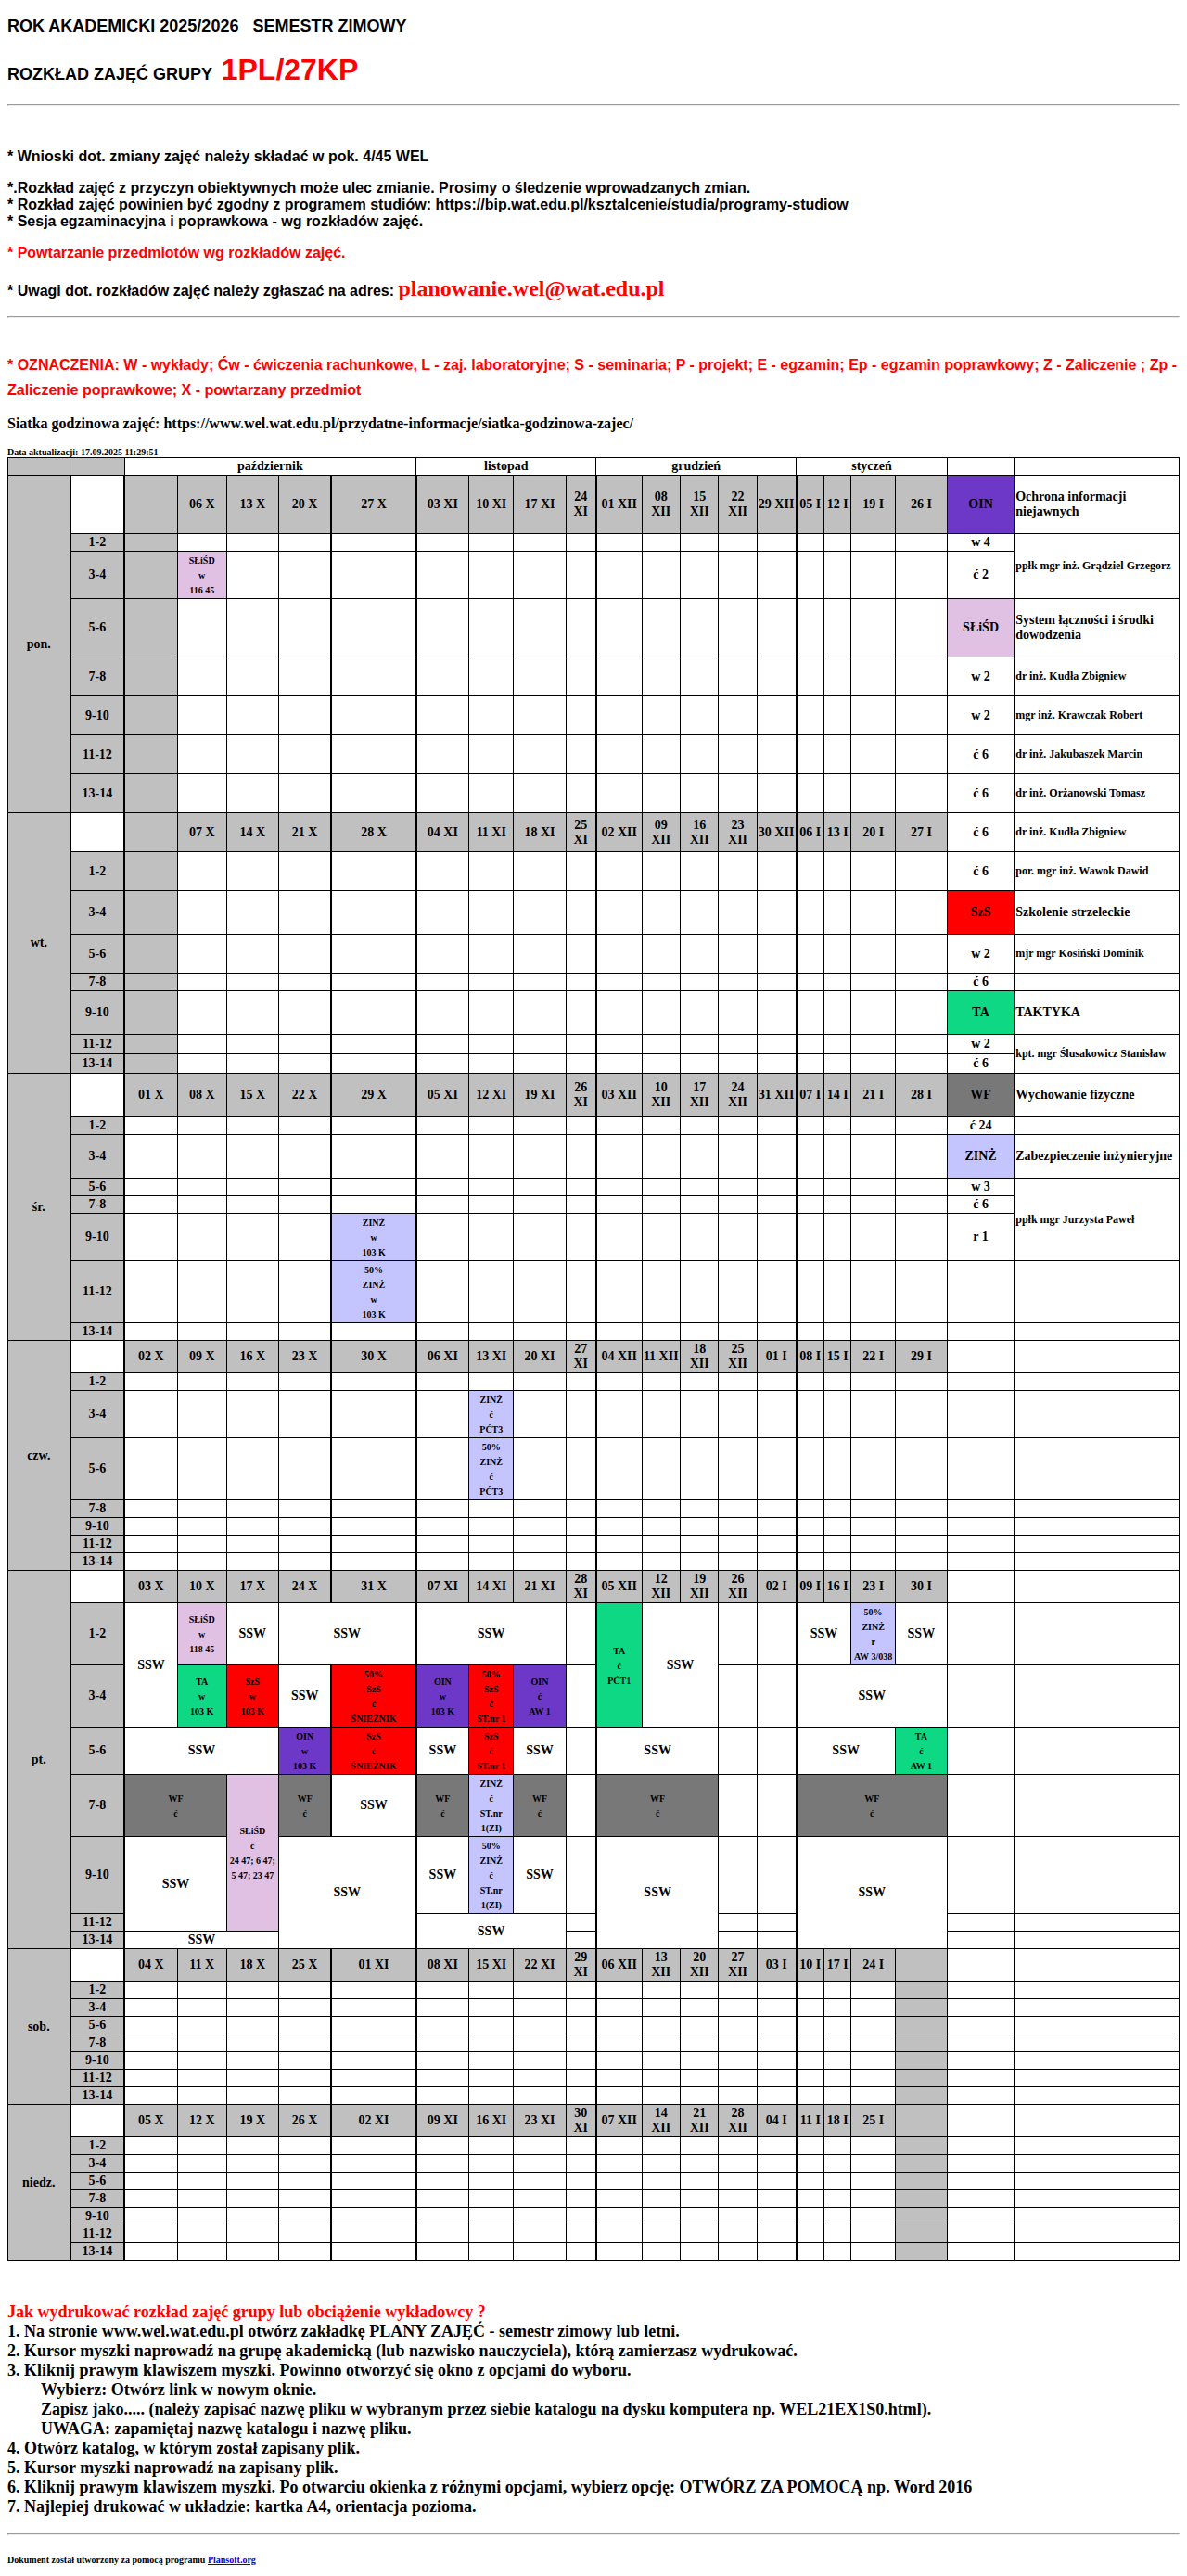 ROK AKADEMICKI 2025/2026   SEMESTR ZIMOWY
ROZKŁAD ZAJĘĆ GRUPY 1PL/27KP
* Wnioski dot. zmiany zajęć należy składać w pok. 4/45 WEL
*.Rozkład zajęć z przyczyn obiektywnych może ulec zmianie. Prosimy o śledzenie wprowadzanych zmian.
* Rozkład zajęć powinien być zgodny z programem studiów: https://bip.wat.edu.pl/ksztalcenie/studia/programy-studiow
* Sesja egzaminacyjna i poprawkowa - wg rozkładów zajęć.
* Powtarzanie przedmiotów wg rozkładów zajęć.
* Uwagi dot. rozkładów zajęć należy zgłaszać na adres: planowanie.wel@wat.edu.pl
* OZNACZENIA: W - wykłady; Ćw - ćwiczenia rachunkowe, L - zaj. laboratoryjne; S - seminaria; P - projekt; E - egzamin; Ep - egzamin poprawkowy; Z - Zaliczenie ; Zp -
Zaliczenie poprawkowe; X - powtarzany przedmiot
Siatka godzinowa zajęć: https://www.wel.wat.edu.pl/przydatne-informacje/siatka-godzinowa-zajec/
Data aktualizacji: 17.09.2025 11:29:51
październik listopad grudzień styczeń
pon. 06 X 13 X 20 X 27 X 03 XI 10 XI 17 XI 24 XI 01 XII 08 XII 15 XII 22 XII 29 XII 05 I 12 I 19 I 26 I OIN Ochrona informacji niejawnych
1-2 w 4 ppłk mgr inż. Grądziel Grzegorz
3-4 SŁiŚD w 116 45 ć 2
5-6 SŁiŚD System łączności i środki dowodzenia
7-8 w 2 dr inż. Kudła Zbigniew
9-10 w 2 mgr inż. Krawczak Robert
11-12 ć 6 dr inż. Jakubaszek Marcin
13-14 ć 6 dr inż. Orżanowski Tomasz
wt. 07 X 14 X 21 X 28 X 04 XI 11 XI 18 XI 25 XI 02 XII 09 XII 16 XII 23 XII 30 XII 06 I 13 I 20 I 27 I ć 6 dr inż. Kudła Zbigniew
1-2 ć 6 por. mgr inż. Wawok Dawid
3-4 SzS Szkolenie strzeleckie
5-6 w 2 mjr mgr Kosiński Dominik
7-8 ć 6
9-10 TA TAKTYKA
11-12 w 2 kpt. mgr Ślusakowicz Stanisław
13-14 ć 6
śr. 01 X 08 X 15 X 22 X 29 X 05 XI 12 XI 19 XI 26 XI 03 XII 10 XII 17 XII 24 XII 31 XII 07 I 14 I 21 I 28 I WF Wychowanie fizyczne
1-2 ć 24
3-4 ZINŻ Zabezpieczenie inżynieryjne
5-6 w 3 ppłk mgr Jurzysta Paweł
7-8 ć 6
9-10 ZINŻ w 103 K r 1
11-12 50% ZINŻ w 103 K
13-14
czw. 02 X 09 X 16 X 23 X 30 X 06 XI 13 XI 20 XI 27 XI 04 XII 11 XII 18 XII 25 XII 01 I 08 I 15 I 22 I 29 I
1-2
3-4 ZINŻ ć PĆT3
5-6 50% ZINŻ ć PĆT3
7-8
9-10
11-12
13-14
pt. 03 X 10 X 17 X 24 X 31 X 07 XI 14 XI 21 XI 28 XI 05 XII 12 XII 19 XII 26 XII 02 I 09 I 16 I 23 I 30 I
1-2 SSW SŁiŚD w 118 45 SSW SSW SSW TA ć PĆT1 SSW SSW 50% ZINŻ r AW 3/038 SSW
3-4 TA w 103 K SzS w 103 K SSW 50% SzS ć ŚNIEŻNIK OIN w 103 K 50% SzS ć ST.nr 1 OIN ć AW 1 SSW
5-6 SSW OIN w 103 K SzS ć ŚNIEŻNIK SSW SzS ć ST.nr 1 SSW SSW SSW TA ć AW 1
7-8 WF ć SŁiŚD ć 24 47; 6 47; 5 47; 23 47 WF ć SSW WF ć ZINŻ ć ST.nr 1(ZI) WF ć WF ć WF ć
9-10 SSW SSW SSW 50% ZINŻ ć ST.nr 1(ZI) SSW SSW SSW
11-12 SSW
13-14 SSW
sob. 04 X 11 X 18 X 25 X 01 XI 08 XI 15 XI 22 XI 29 XI 06 XII 13 XII 20 XII 27 XII 03 I 10 I 17 I 24 I
1-2
3-4
5-6
7-8
9-10
11-12
13-14
niedz. 05 X 12 X 19 X 26 X 02 XI 09 XI 16 XI 23 XI 30 XI 07 XII 14 XII 21 XII 28 XII 04 I 11 I 18 I 25 I
1-2
3-4
5-6
7-8
9-10
11-12
13-14
Jak wydrukować rozkład zajęć grupy lub obciążenie wykładowcy ?
1. Na stronie www.wel.wat.edu.pl otwórz zakładkę PLANY ZAJĘĆ - semestr zimowy lub letni.
2. Kursor myszki naprowadź na grupę akademicką (lub nazwisko nauczyciela), którą zamierzasz wydrukować.
3. Kliknij prawym klawiszem myszki. Powinno otworzyć się okno z opcjami do wyboru.
Wybierz: Otwórz link w nowym oknie.
Zapisz jako..... (należy zapisać nazwę pliku w wybranym przez siebie katalogu na dysku komputera np. WEL21EX1S0.html).
UWAGA: zapamiętaj nazwę katalogu i nazwę pliku.
4. Otwórz katalog, w którym został zapisany plik.
5. Kursor myszki naprowadź na zapisany plik.
6. Kliknij prawym klawiszem myszki. Po otwarciu okienka z różnymi opcjami, wybierz opcję: OTWÓRZ ZA POMOCĄ np. Word 2016
7. Najlepiej drukować w układzie: kartka A4, orientacja pozioma.
Dokument został utworzony za pomocą programu Plansoft.org